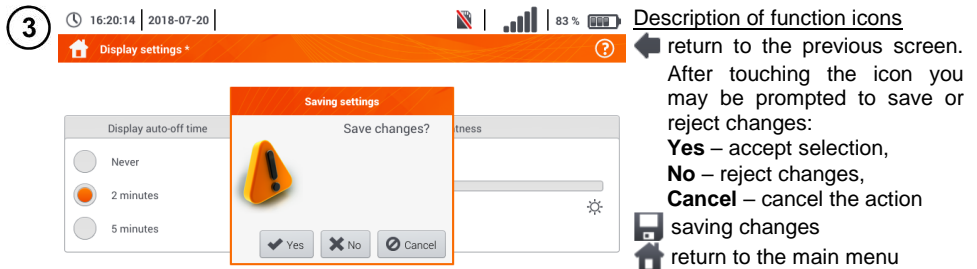 3
16:20:14 2018-07-20 83 %
Display settings * ?
Saving settings
Save changes?
Display auto-off time
tness
Never
2 minutes
5 minutes
Yes No Cancel
Description of function icons
return to the previous screen.
After touching the icon you
may be prompted to save or
reject changes:
Yes – accept selection,
No – reject changes,
Cancel – cancel the action
saving changes
return to the main menu